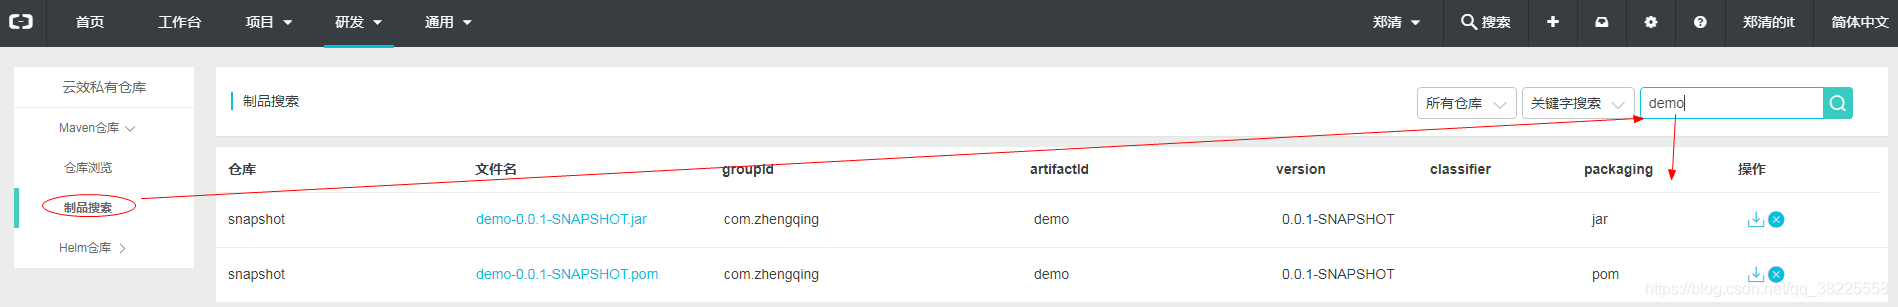 首页 工作台 项目 研发 通用 郑清 搜索 郑清的it 简体中文
云效私有仓库
Maven仓库
仓库浏览
制品搜索
Helm仓库
制品搜索 所有仓库 关键字搜索 demo
仓库 文件名 groupId artifactId version classifier packaging 操作
snapshot demo-0.0.1-SNAPSHOT.jar com.zhengqing demo 0.0.1-SNAPSHOT jar
snapshot demo-0.0.1-SNAPSHOT.pom com.zhengqing demo 0.0.1-SNAPSHOT pom
https://blog.csdn.net/qq_38225558